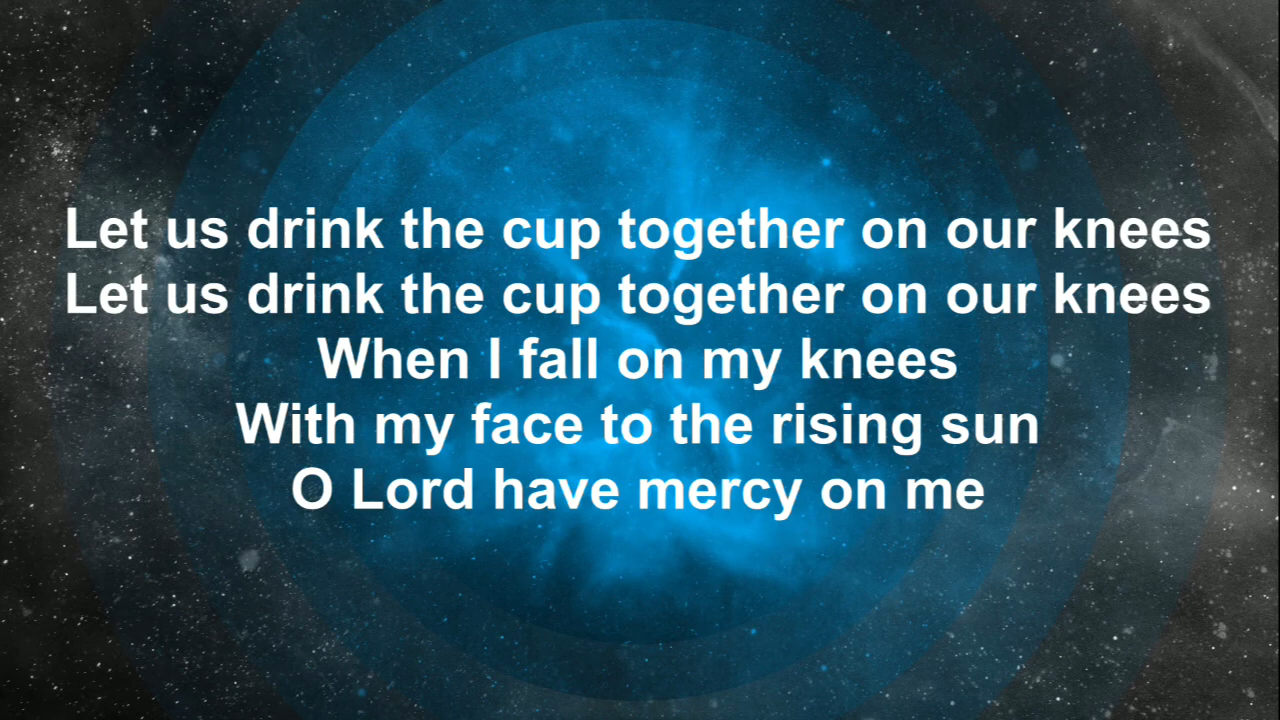 Let us drink the cup together on our knees
Let us drink the cup together on our knees
When I fall on my knees
With my face to the rising sun
O Lord have mercy on me